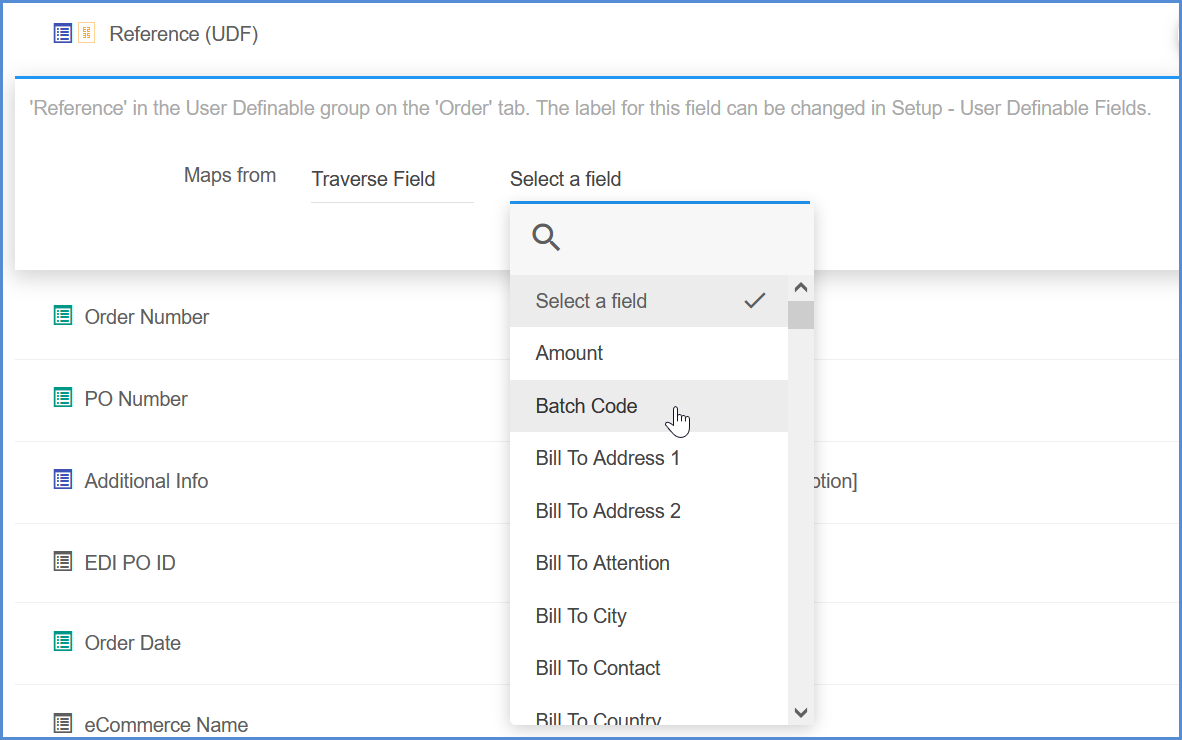 Reference (UDF)
'Reference' in the User Definable group on the 'Order' tab. The label for this field can be changed in Setup - User Definable Fields.
Maps from
Traverse Field
Select a field
Select a field
Order Number
Amount
PO Number
Batch Code
Bill To Address 1
Additional Info
ption]
Bill To Address 2
EDI PO ID
Bill To Attention
Bill To City
Order Date
Bill To Contact
eCommerce Name
Bill To Country